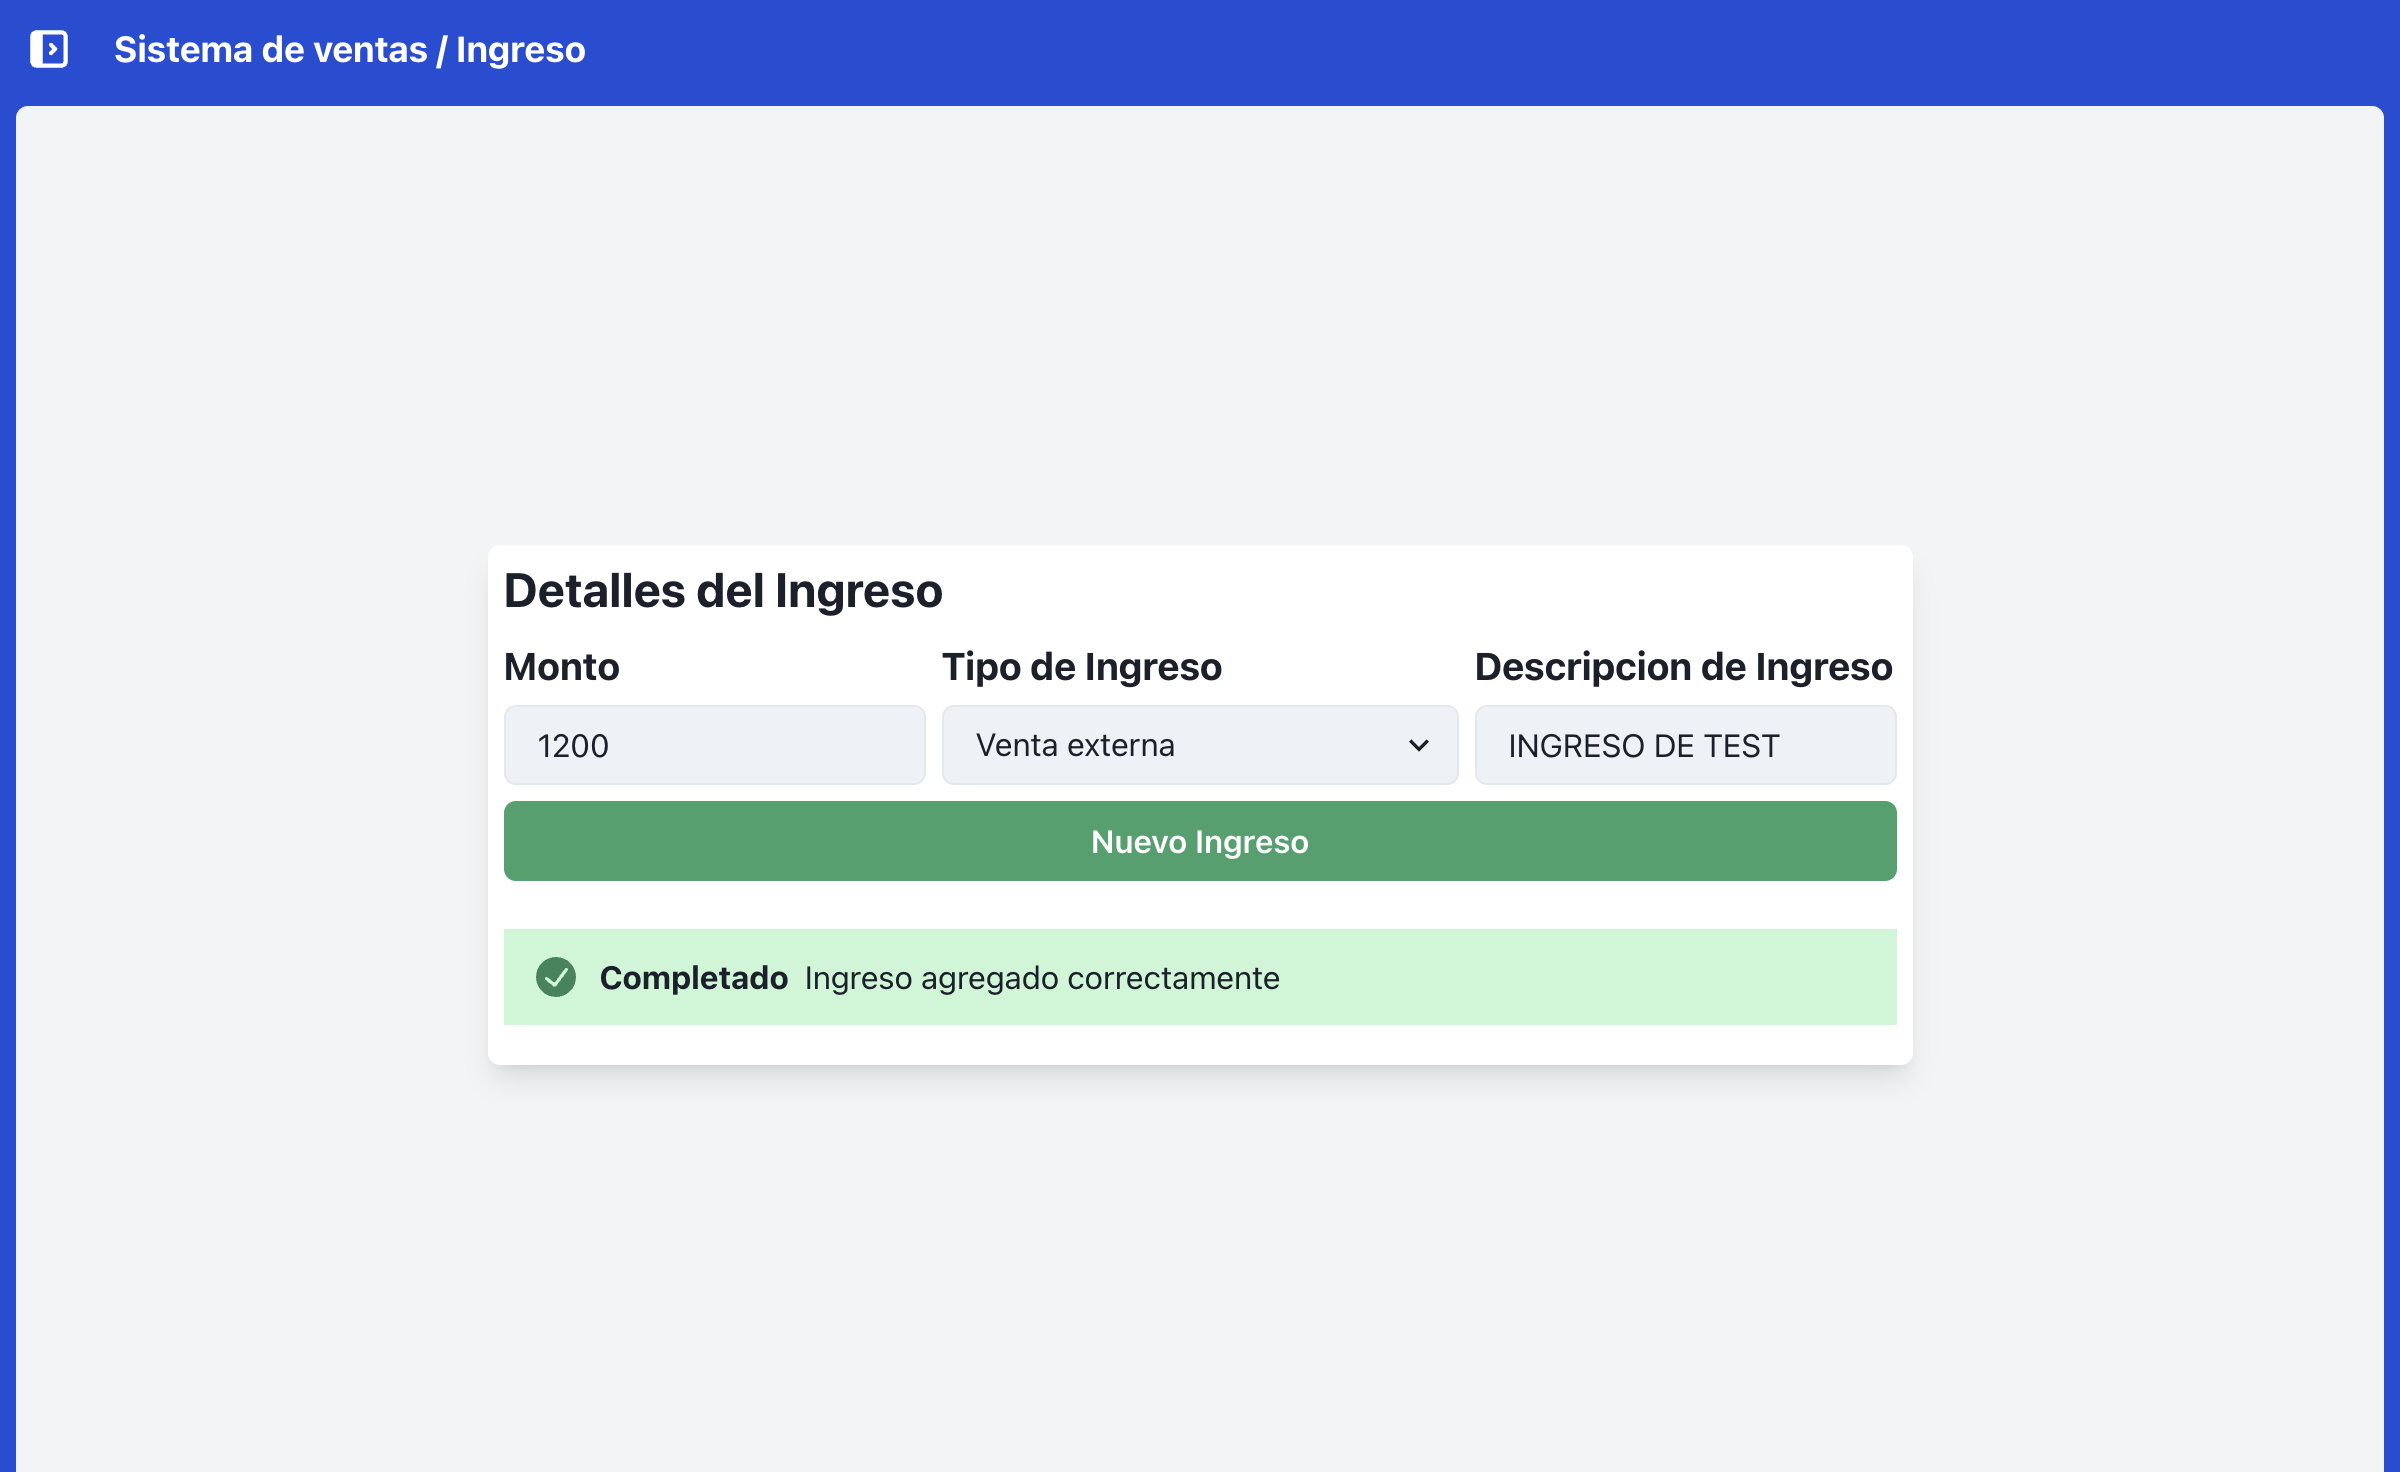 Sistema de ventas / Ingreso
Detalles del Ingreso
Monto
Tipo de Ingreso
Descripcion de Ingreso
1200
Venta externa
INGRESO DE TEST
Nuevo Ingreso
Completado Ingreso agregado correctamente